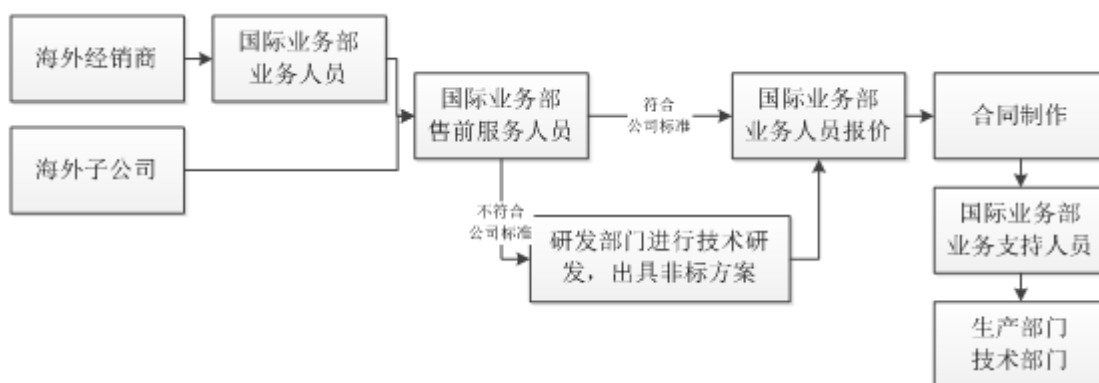 海外经销商
国际业务部
业务人员
海外子公司
国际业务部
售前服务人员
符合
公司标准
国际业务部
业务人员报价
合同制作
不符合
公司标准
研发部门进行技术研
发，出具非标方案
国际业务部
业务支持人员
生产部门
技术部门